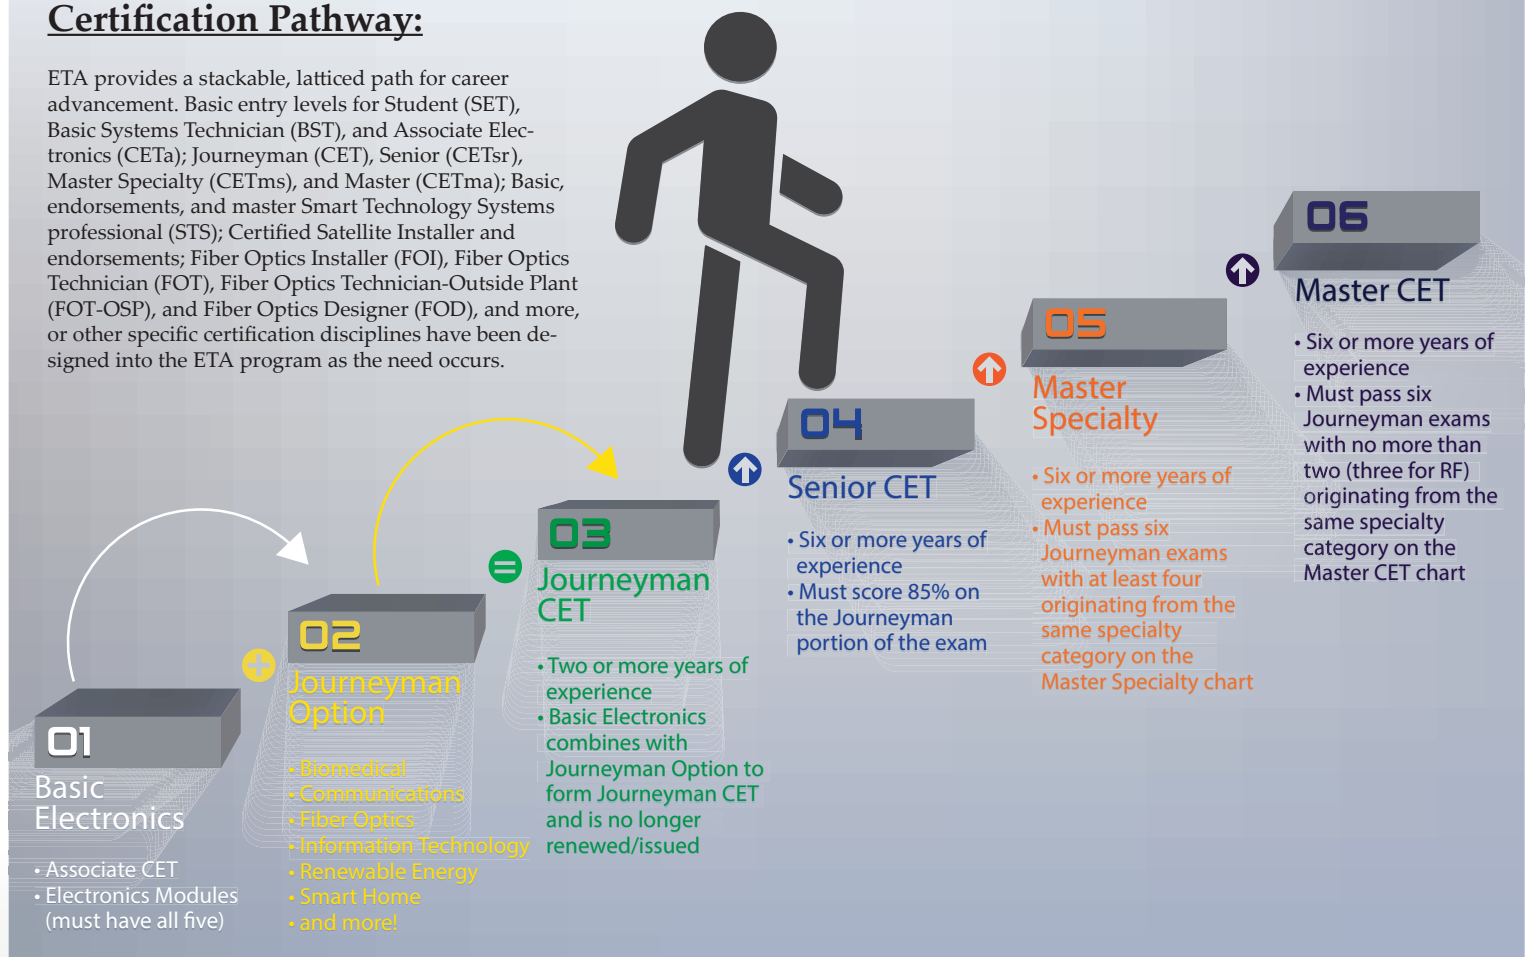 Certification Pathway:
ETA provides a stackable, latticed path for career
advancement. Basic entry levels for Student (SET),
Basic Systems Technician (BST), and Associate Elec-
tronics (CETa); Journeyman (CET), Senior (CETsr),
Master Specialty (CETms), and Master (CETma); Basic,
endorsements, and master Smart Technology Systems
professional (STS); Certified Satellite Installer and
endorsements; Fiber Optics Installer (FOI), Fiber Optics
Technician (FOT), Fiber Optics Technician-Outside Plant
(FOT-OSP), and Fiber Optics Designer (FOD), and more,
or other specific certification disciplines have been de-
signed into the ETA program as the need occurs.
01
Basic
Electronics
• Associate CET
• Electronics Modules
(must have all five)
02
Journeyman
Option
• Biomedical
• Communications
• Fiber Optics
• Information Technology
• Renewable Energy
• Smart Home
• and more!
03
Journeyman
CET
• Two or more years of
experience
• Basic Electronics
combines with
Journeyman Option to
form Journeyman CET
and is no longer
renewed/issued
04
Senior CET
• Six or more years of
experience
• Must score 85% on
the Journeyman
portion of the exam
05
Master
Specialty
• Six or more years of
experience
• Must pass six
Journeyman exams
with at least four
originating from the
same specialty
category on the
Master Specialty chart
06
Master CET
• Six or more years of
experience
• Must pass six
Journeyman exams
with no more than
two (three for RF)
originating from the
same specialty
category on the
Master CET chart